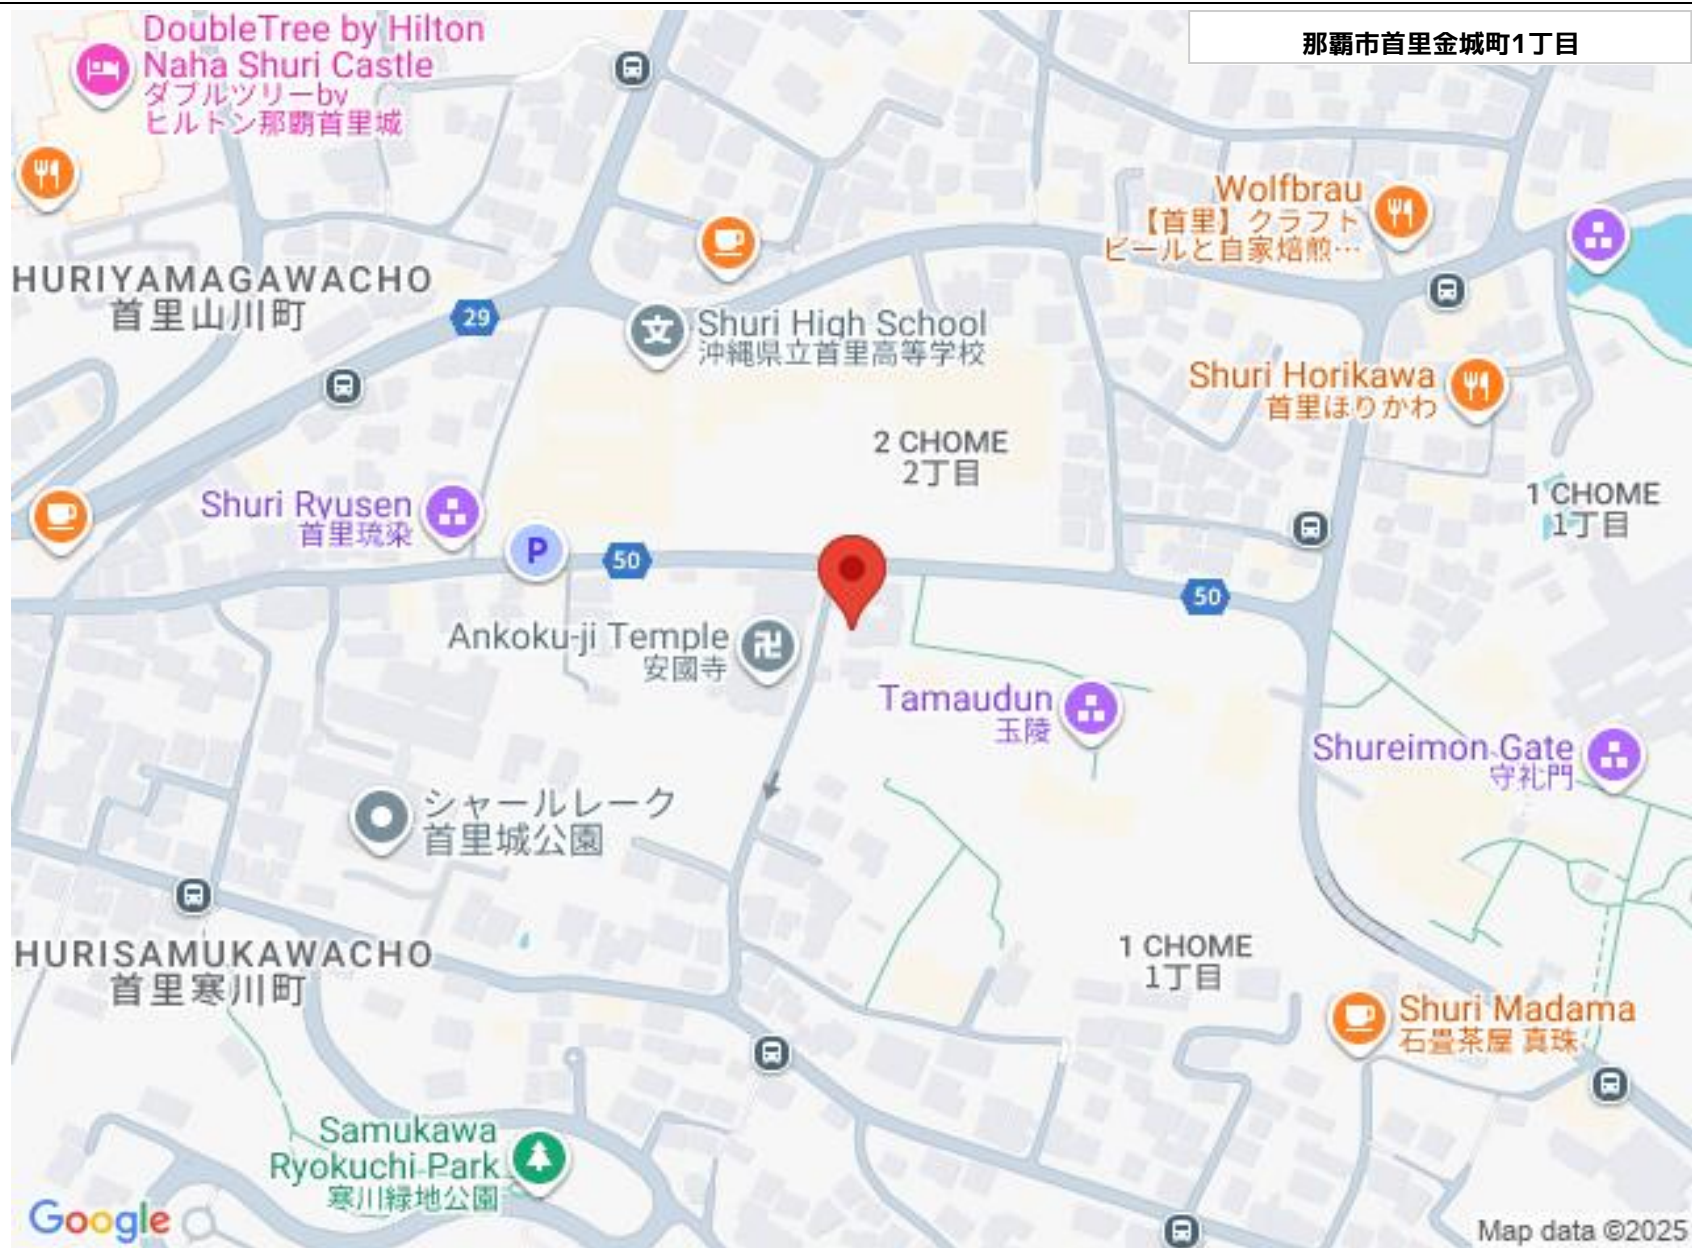 DoubleTree by Hilton
Naha Shuri Castle
ダブルツリーby
ヒルトン那覇首里城
那覇市首里金城町1丁目
Wolfbrau
【首里】クラフト
ビールと自家焙煎…
HURIYAMAGAWACHO
首里山川町
29
Shuri High School
沖縄県立首里高等学校
Shuri Horikawa
首里ほりかわ
2 CHOME
2丁目
1 CHOME
1丁目
Shuri Ryusen
首里琉染
P
50
50
Ankoku-ji Temple
安國寺
卍
文
Tamaudun
玉陵
Shureimon Gate
守礼門
シャールレーク
首里城公園
HURISAMUKAWACHO
首里寒川町
1 CHOME
1丁目
Shuri Madama
石畳茶屋 真珠
Samukawa
Ryokuchi Park
寒川緑地公園
Google
Map data ©2025